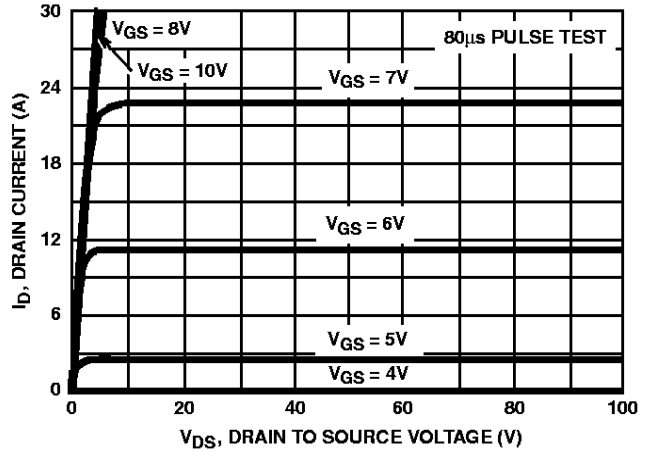 30
24
18
12
6
0
I_D, DRAIN CURRENT (A)
V_GS = 8V
V_GS = 10V
80µs PULSE TEST
V_GS = 7V
V_GS = 6V
V_GS = 5V
V_GS = 4V
0 20 40 60 80 100
V_DS, DRAIN TO SOURCE VOLTAGE (V)